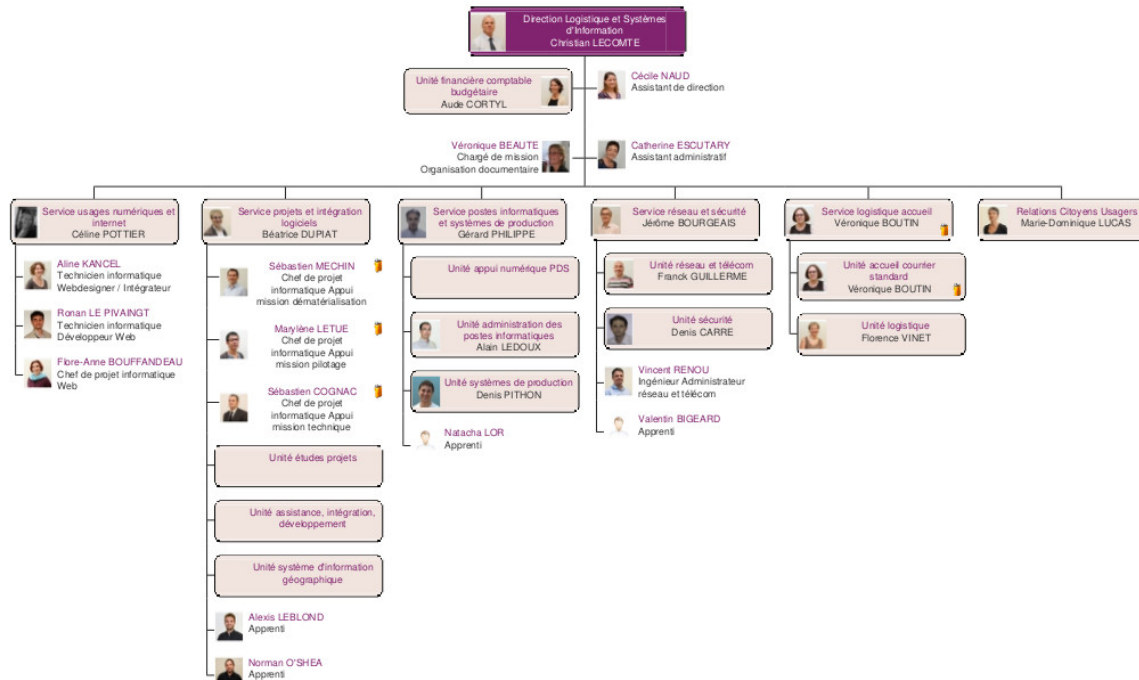 Direction Logistique et Systèmes
d'Information
Christian LECOMTE
Unité financière comptable
budgétaire
Aude CORTYL
Cécile NAUD
Assistant de direction
Véronique BEAUTE
Chargé de mission
Organisation documentaire
Catherine ESCUTARY
Assistant administratif
Service usages numériques et
internet
Céline POTTIER
Aline KANCEL
Technicien informatique
Webdesigner / Intégrateur
Ronan LE PIVAINGT
Technicien informatique
Développeur Web
Flore-Anne BOUFFANDEAU
Chef de projet informatique
Web
Service projets et intégration
logiciels
Béatrice DUPIAT
Sébastien MECHIN
Chef de projet
informatique Appui
mission dématérialisation
Marylène LETUE
Chef de projet
informatique Appui
mission pilotage
Sébastien COGNAC
Chef de projet
informatique Appui
mission technique
Unité études projets
Unité assistance, intégration,
développement
Unité système d'information
géographique
Alexis LEBLOND
Apprenti
Norman O'SHEA
Apprenti
Service postes informatiques
et systèmes de production
Gérard PHILIPPE
Unité appui numérique PDS
Unité administration des
postes informatiques
Alain LEDOUX
Unité systèmes de production
Denis PITHON
Natacha LOR
Apprenti
Service réseau et sécurité
Jérôme BOURGEAIS
Unité réseau et télécom
Franck GUILLERME
Unité sécurité
Denis CARRE
Vincent RENOU
Ingénieur Administrateur
réseau et télécom
Valentin BIGEARD
Apprenti
Service logistique accueil
Véronique BOUTIN
Unité accueil courrier
standard
Véronique BOUTIN
Unité logistique
Florence VINET
Relations Citoyens Usagers
Marie-Dominique LUCAS